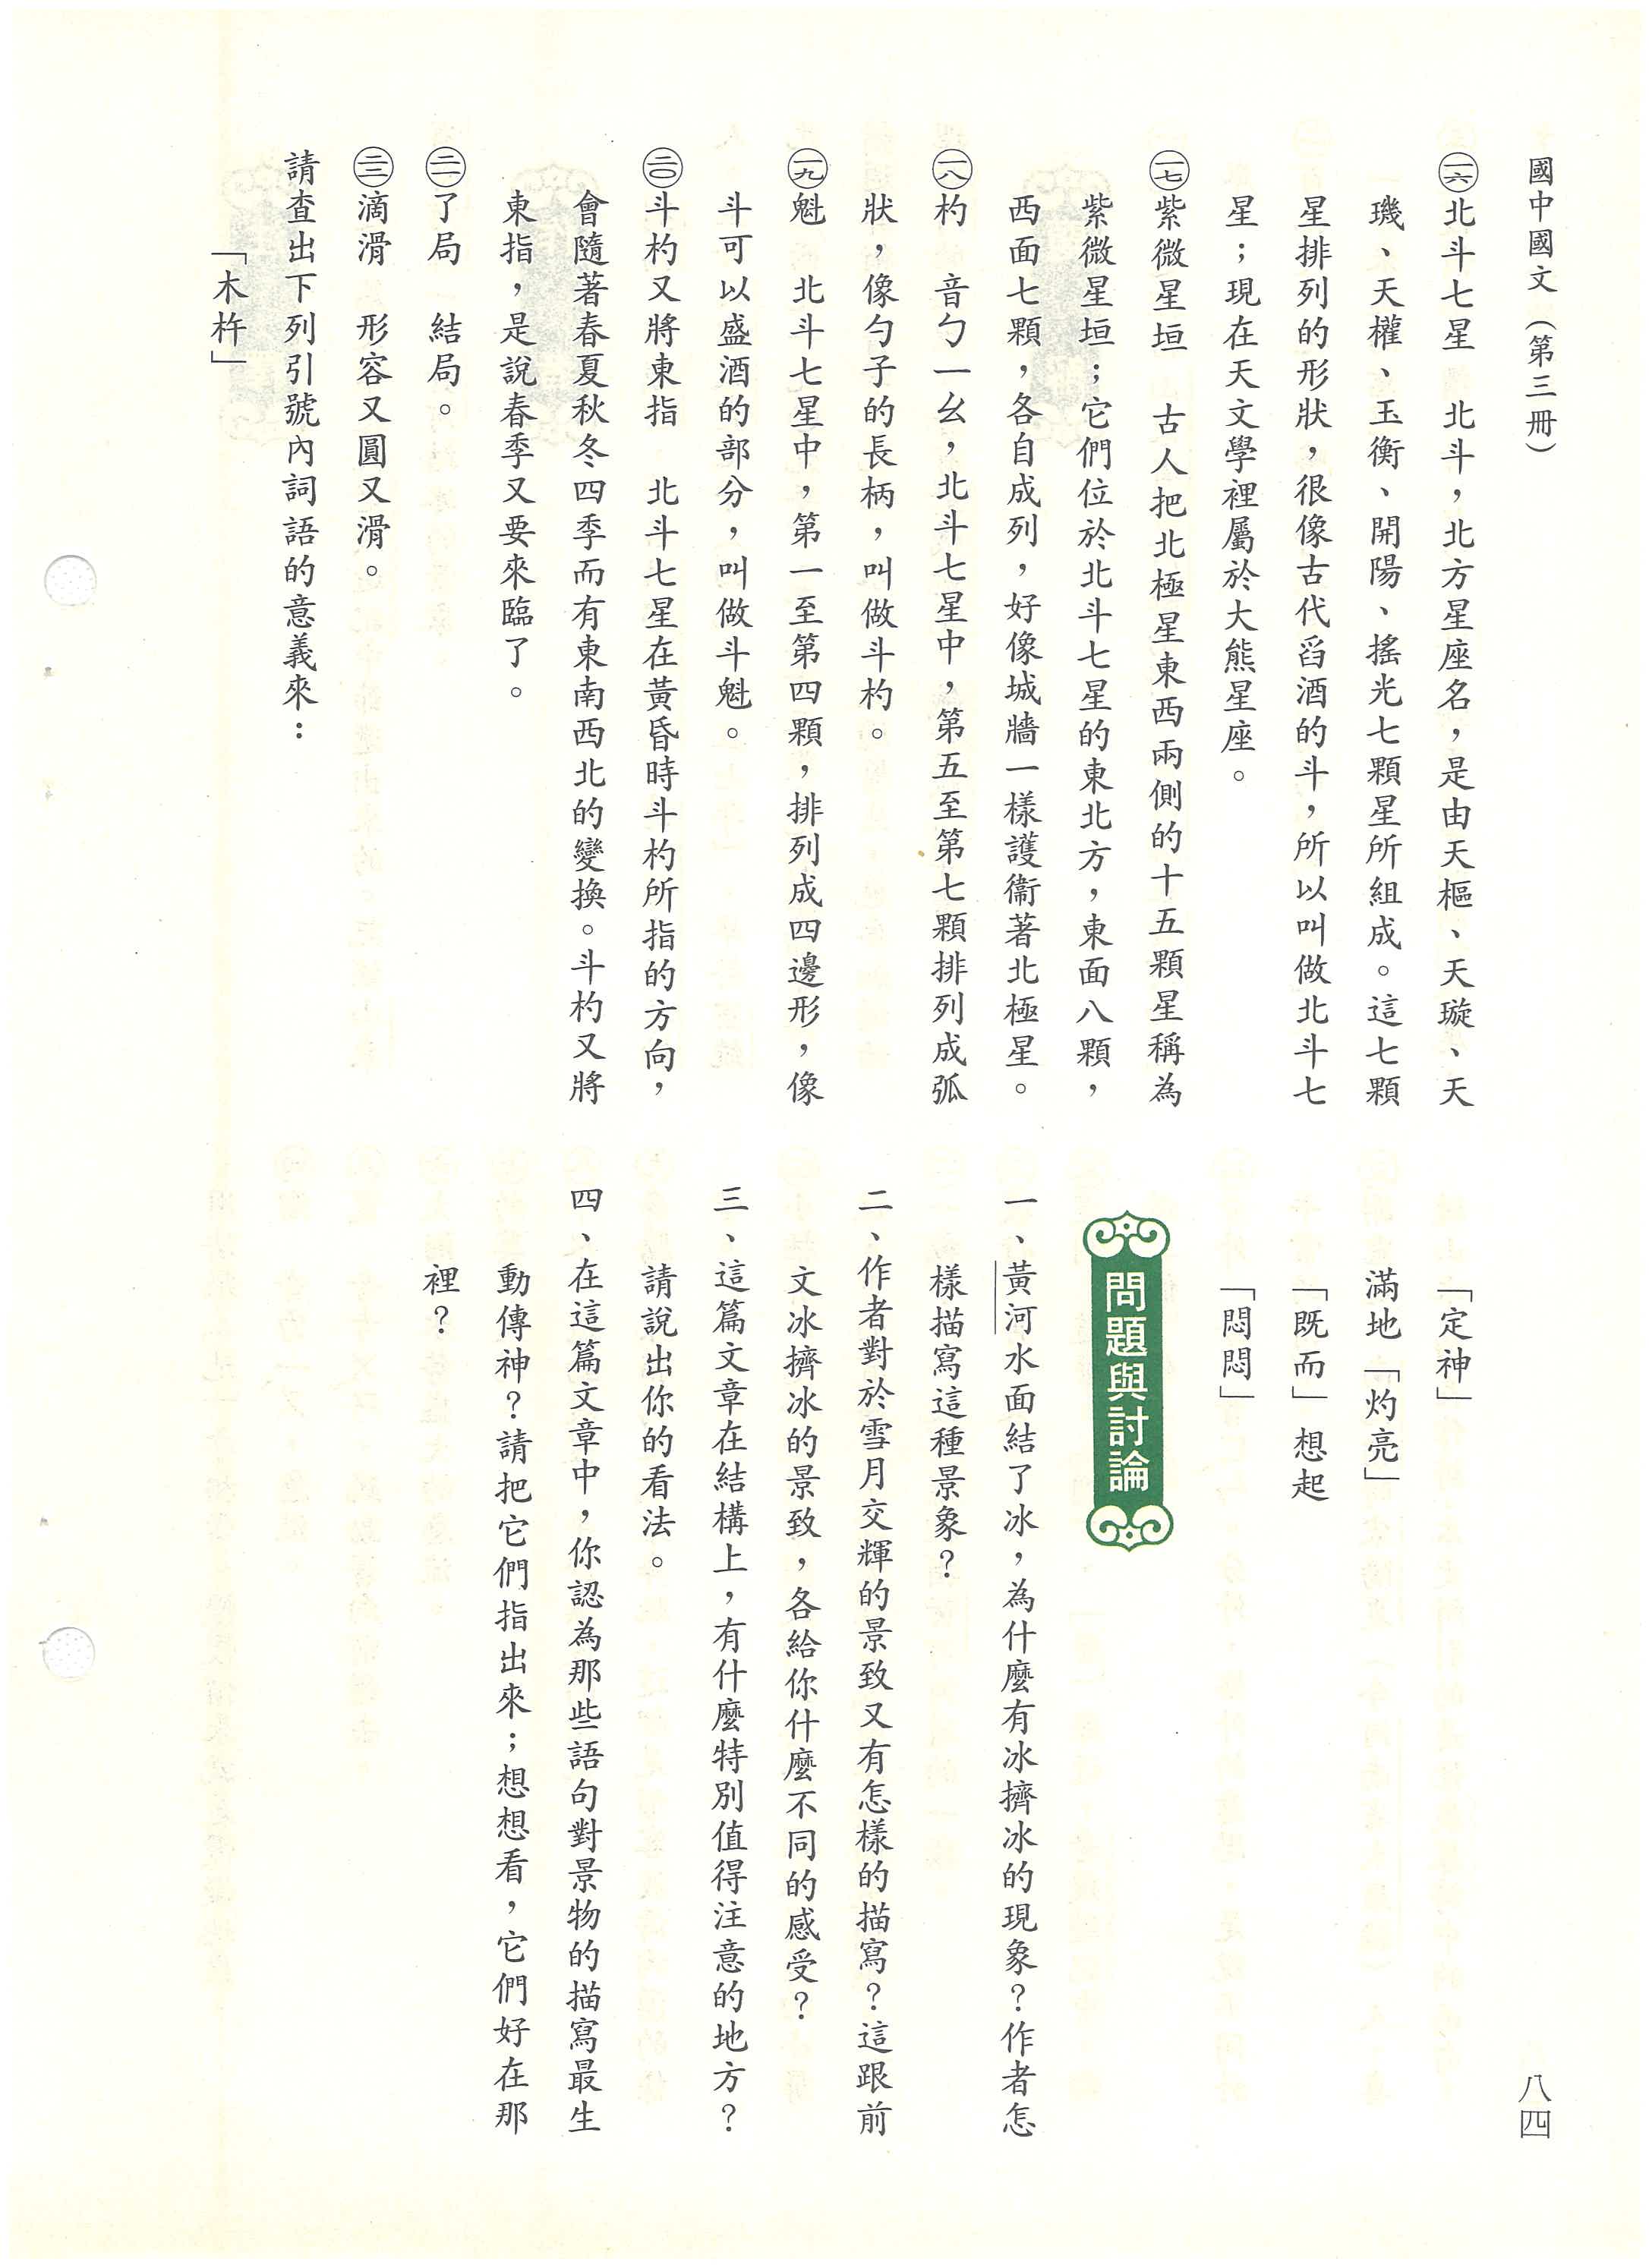 國中國文（第三冊）
八四
㊀六北斗七星　北斗，北方星座名，是由天樞、天璇、天
璣、天權、玉衡、開陽、搖光七顆星所組成。這七顆
星排列的形狀，很像古代舀酒的斗，所以叫做北斗七
星；現在天文學裡屬於大熊星座。
㊀七紫微星垣　古人把北極星東西兩側的十五顆星稱為
紫微星垣；它們位於北斗七星的東北方，東面八顆，
西面七顆，各自成列，好像城牆一樣護衛著北極星。
㊀八杓　音ㄅㄧㄠ，北斗七星中，第五至第七顆排列成弧
狀，像勺子的長柄，叫做斗杓。
㊀九魁　北斗七星中，第一至第四顆，排列成四邊形，像
斗可以盛酒的部分，叫做斗魁。
㊁〇斗杓又將東指　北斗七星在黃昏時斗杓所指的方向，
會隨著春夏秋冬四季而有東南西北的變換。斗杓又將
東指，是說春季又要來臨了。
㊁一了局　結局。
㊁二滴滑　形容又圓又滑。
請查出下列引號內詞語的意義來：
「木杵」
「定神」
滿地「灼亮」
「既而」想起
「悶悶」
問題與討論
一、黃河水面結了冰，為什麼有冰擠冰的現象？作者怎
樣描寫這種景象？
二、作者對於雪月交輝的景致又有怎樣的描寫？這跟前
文冰擠冰的景致，各給你什麼不同的感受？
三、這篇文章在結構上，有什麼特別值得注意的地方？
請說出你的看法。
四、在這篇文章中，你認為那些語句對景物的描寫最生
動傳神？請把它們指出來；想想看，它們好在那
裡？